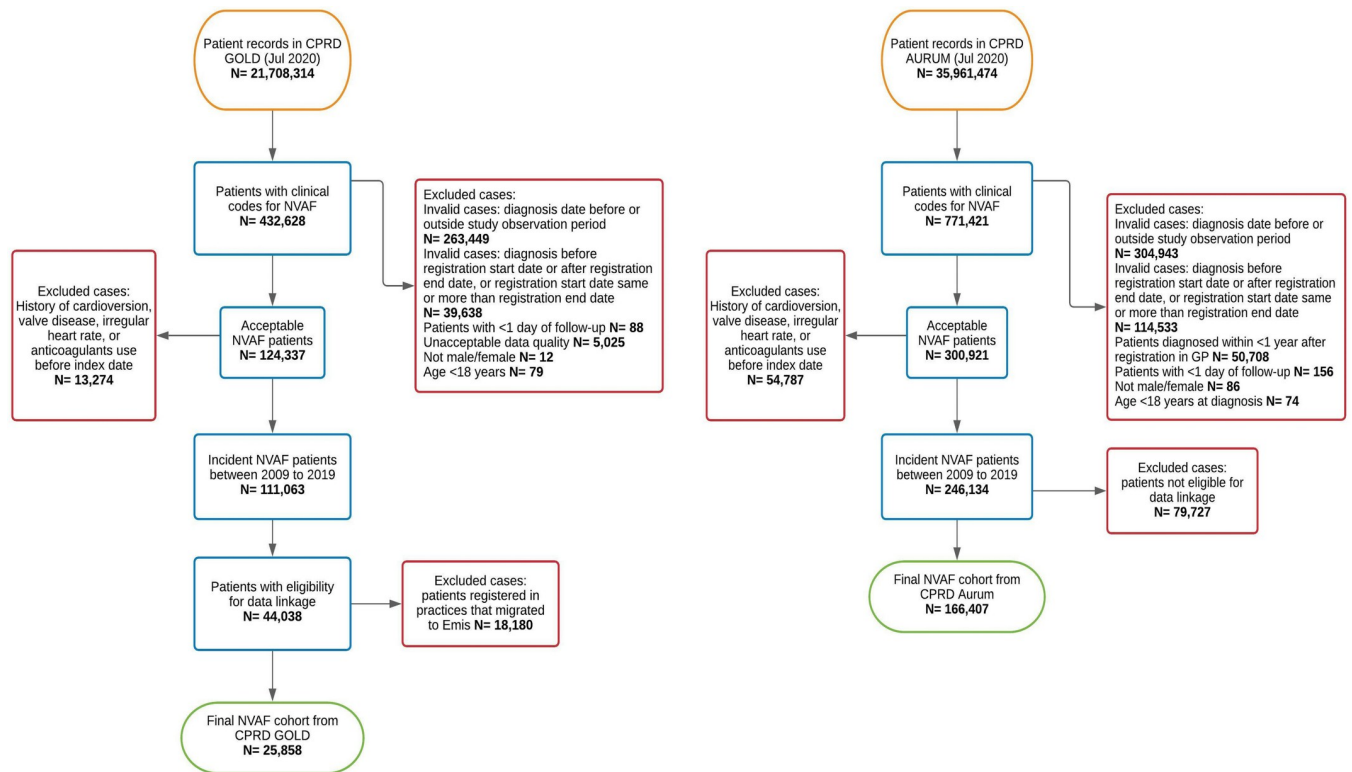 Patient records in CPRD
GOLD (Jul 2020)
N= 21,708,314
Patients with clinical
codes for NVAF
N= 432,628
Excluded cases:
Invalid cases: diagnosis date before or
outside study observation period
N= 263,449
Invalid cases: diagnosis before
registration start date or after registration
end date, or registration start date same
or more than registration end date
N= 39,638
Patients with <1 day of follow-up N= 88
Unacceptable data quality N= 5,025
Not male/female N= 12
Age <18 years N= 79
Excluded cases:
History of cardioversion,
valve disease, irregular
heart rate, or
anticoagulants use
before index date
N= 13,274
Acceptable
NVAF patients
N= 124,337
Incident NVAF patients
between 2009 to 2019
N= 111,063
Patients with eligibility
for data linkage
N= 44,038
Excluded cases:
patients registered in
practices that migrated
to Emis N= 18,180
Final NVAF cohort from
CPRD GOLD
N= 25,858
Patient records in CPRD
AURUM (Jul 2020)
N= 35,961,474
Patients with clinical
codes for NVAF
N= 771,421
Excluded cases:
Invalid cases: diagnosis date before or
outside study observation period
N= 304,943
Invalid cases: diagnosis before
registration start date or after registration
end date, or registration start date same
or more than registration end date
N= 114,533
Patients diagnosed within <1 year after
registration in GP N= 50,708
Patients with <1 day of follow-up N= 156
Not male/female N= 86
Age <18 years at diagnosis N= 74
Excluded cases:
History of cardioversion,
valve disease, irregular
heart rate, or
anticoagulants use
before index date
N= 54,787
Acceptable
NVAF patients
N= 300,921
Incident NVAF patients
between 2009 to 2019
N= 246,134
Excluded cases:
patients not eligible for
data linkage
N= 79,727
Final NVAF cohort from
CPRD Aurum
N= 166,407